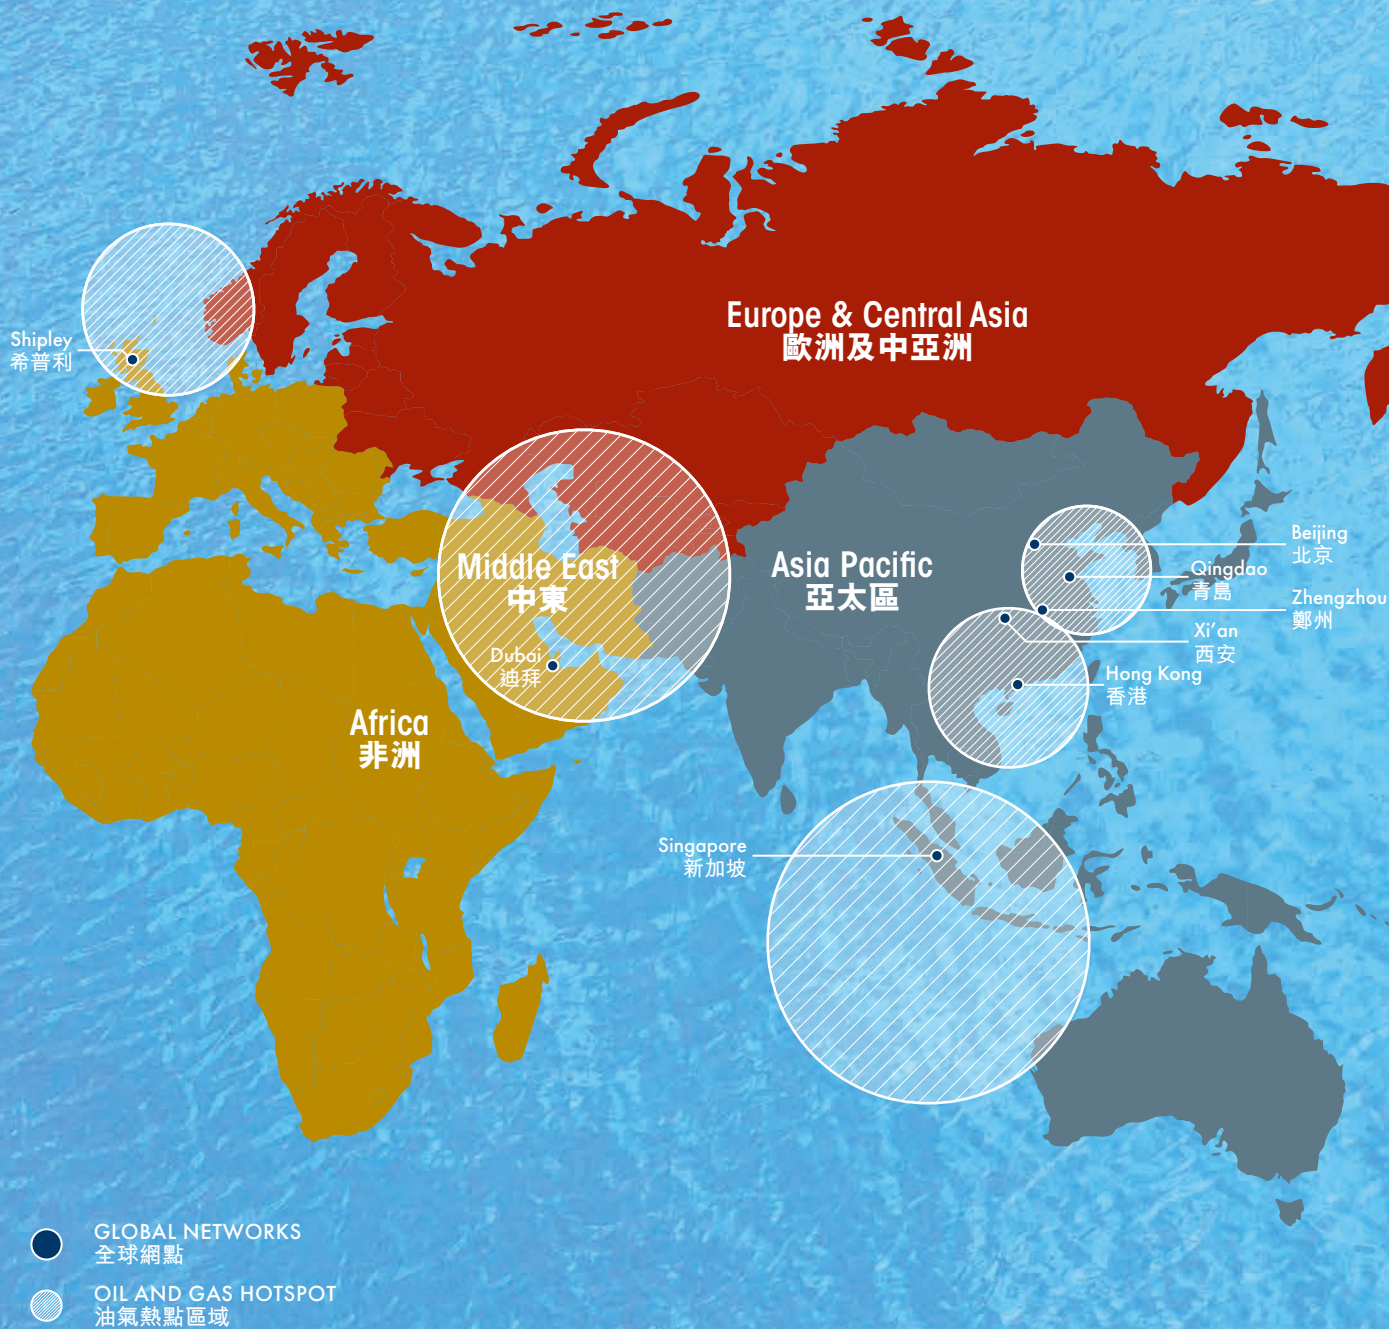 Europe & Central Asia
歐洲及中亞洲
Shipley
希普利
Middle East
中東
Asia Pacific
亞太區
Beijing
北京
Qingdao
青島
Zhengzhou
鄭州
Xi’an
西安
Dubai
迪拜
Hong Kong
香港
Africa
非洲
Singapore
新加坡
GLOBAL NETWORKS
全球網點
OIL AND GAS HOTSPOT
油氣熱點區域